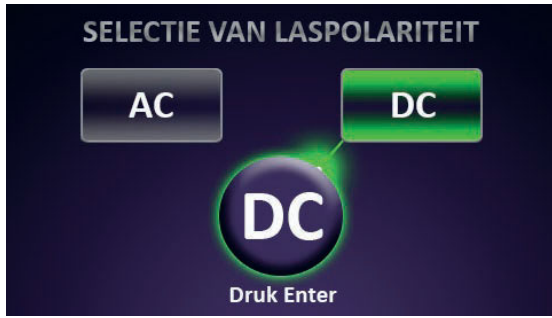 SELECTIE VAN LASPOLARITEIT
AC DC
DC
Druk Enter